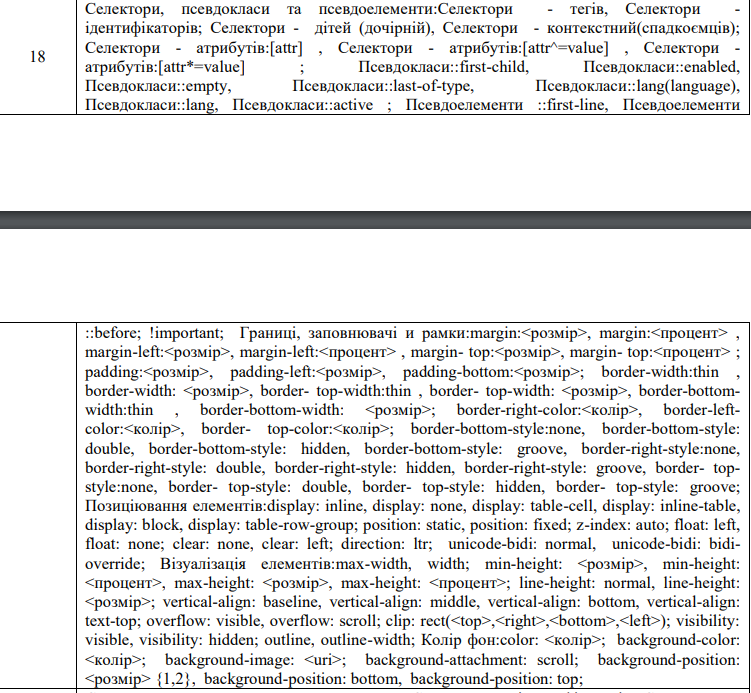 Селектори, псевдокласи та псевдоелементи:Селектори - тегів, Селектори -
ідентифікаторів; Селектори - дітей (дочірній), Селектори - контекстний(спадкоємців);
18
Селектори - атрибутів:[attr] , Селектори - атрибутів:[attr^=value] , Селектори -
атрибутів:[attr*=value] ; Псевдокласи::first-child, Псевдокласи::enabled,
Псевдокласи::empty, Псевдокласи::last-of-type, Псевдокласи::lang(language),
Псевдокласи::lang, Псевдокласи::active ; Псевдоелементи ::first-line, Псевдоелементи
::before; !important; Границі, заповнювачі и рамки:margin:<розмір>, margin:<процент> ,
margin-left:<розмір>, margin-left:<процент> , margin- top:<розмір>, margin- top:<процент> ;
padding:<розмір>, padding-left:<розмір>, padding-bottom:<розмір>; border-width:thin ,
border-width: <розмір>, border- top-width:thin , border- top-width: <розмір>, border-bottom-
width:thin , border-bottom-width: <розмір>; border-right-color:<колір>, border-left-
color:<колір>, border- top-color:<колір>; border-bottom-style:none, border-bottom-style:
double, border-bottom-style: hidden, border-bottom-style: groove, border-right-style:none,
border-right-style: double, border-right-style: hidden, border-right-style: groove, border- top-
style:none, border- top-style: double, border- top-style: hidden, border- top-style: groove;
Позиціювання елементів:display: inline, display: none, display: table-cell, display: inline-table,
display: block, display: table-row-group; position: static, position: fixed; z-index: auto; float: left,
float: none; clear: none, clear: left; direction: ltr; unicode-bidi: normal, unicode-bidi: bidi-
override; Візуалізація елементів:max-width, width; min-height: <розмір>, min-height:
<процент>, max-height: <розмір>, max-height: <процент>; line-height: normal, line-height:
<розмір>; vertical-align: baseline, vertical-align: middle, vertical-align: bottom, vertical-align:
text-top; overflow: visible, overflow: scroll; clip: rect(<top>,<right>,<bottom>,<left>); visibility:
visible, visibility: hidden; outline, outline-width; Колір фон:color: <колір>; background-color:
<колір>; background-image: <uri>; background-attachment: scroll; background-position:
<розмір> {1,2}, background-position: bottom, background-position: top;